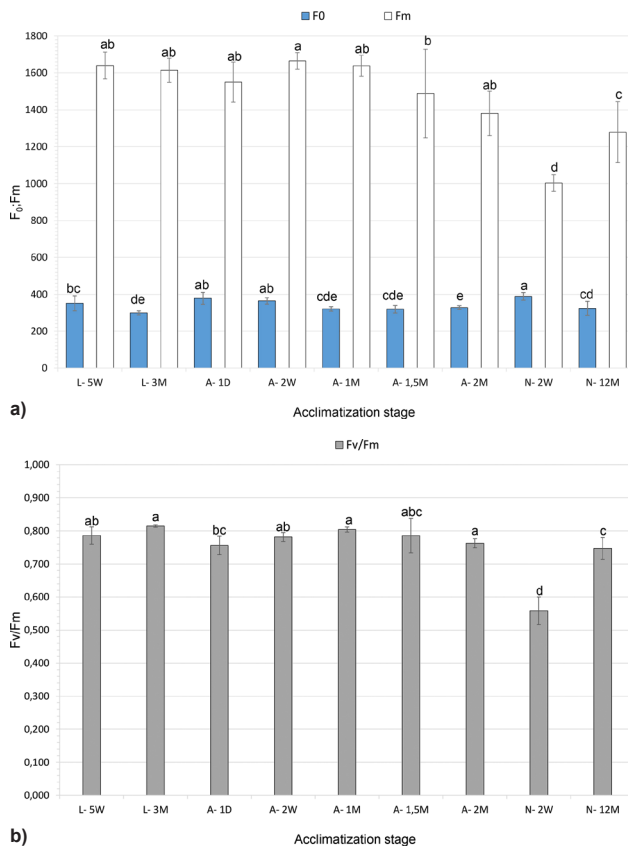 F0 Fm
1800
1600
1400
1200
1000
800
600
400
200
0
F0;Fm
bc ab de ab ab ab ab a cde ab cde b e ab a d cd c
L- 5W L- 3M A- 1D A- 2W A- 1M A- 1,5M A- 2M N- 2W N- 12M
a)
Acclimatization stage
Fv/Fm
1,000
0,900
0,800
0,700
0,600
0,500
0,400
0,300
0,200
0,100
0,000
Fv/Fm
ab a bc ab a abc a d c
L- 5W L- 3M A- 1D A- 2W A- 1M A- 1,5M A- 2M N- 2W N- 12M
b)
Acclimatization stage